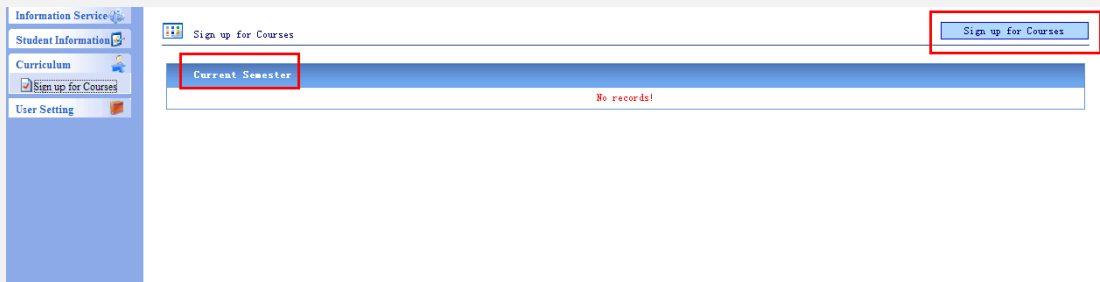 Information Service
Student Information
Curriculum
Sign up for Courses
User Setting
Sign up for Courses
Sign up for Courses
Current Semester
No records!